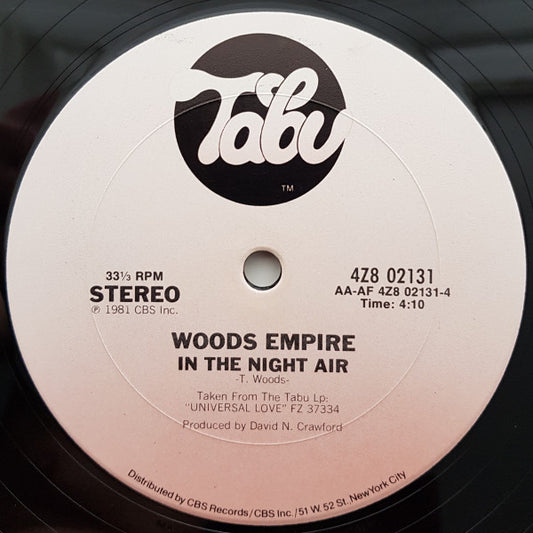 Tabu
TM
33⅓ RPM
STEREO
℗ 1981 CBS Inc.
4Z8 02131
AA-AF 4Z8 02131-4
Time: 4:10
WOODS EMPIRE
IN THE NIGHT AIR
-T. Woods-
Taken From The Tabu Lp:
"UNIVERSAL LOVE" FZ 37334
Produced by David N. Crawford
Distributed by CBS Records/CBS Inc./51 W. 52 St. New York City